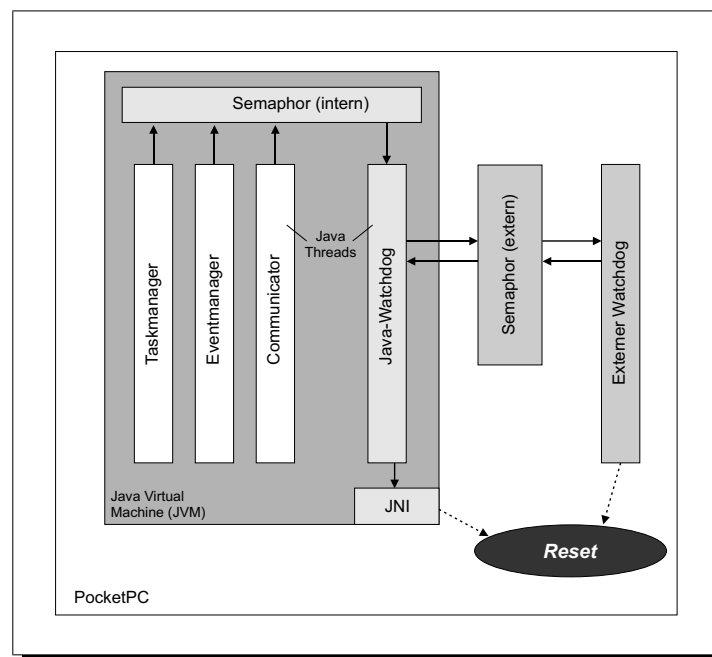 Semaphor (intern)
Taskmanager
Eventmanager
Communicator
Java
Threads
Java-Watchdog
Semaphor (extern)
Externer Watchdog
Java Virtual
Machine (JVM)
JNI
Reset
PocketPC